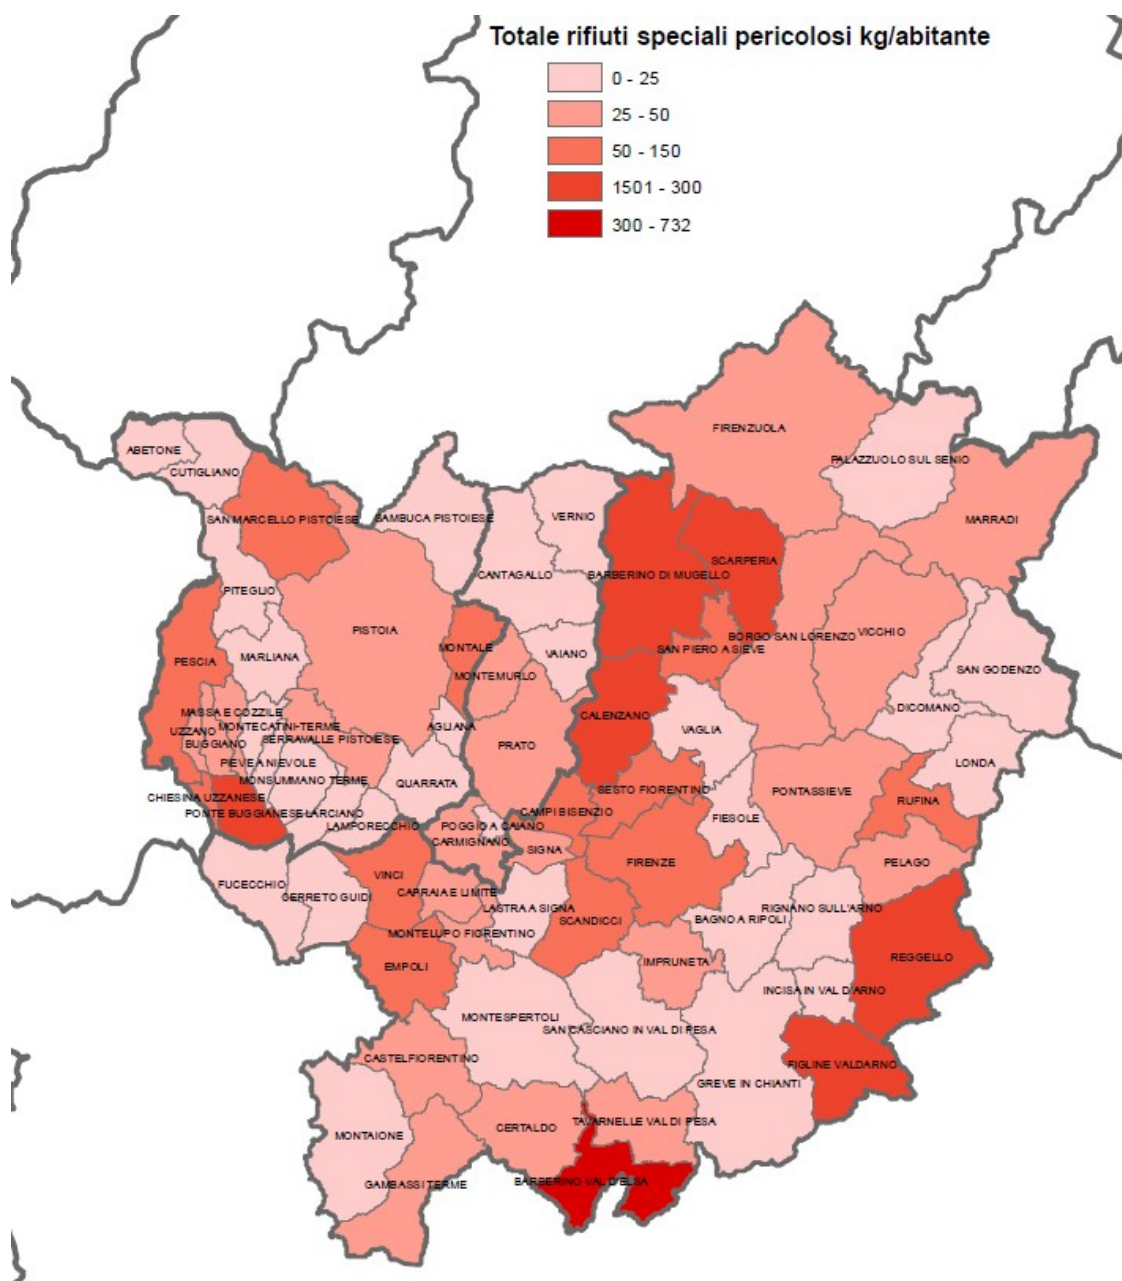 Totale rifiuti speciali pericolosi kg/abitante
0 - 25
25 - 50
50 - 150
1501 - 300
300 - 732
FIRENZUOLA
ABETONE
PALAZZUOLO SUL SENIO
CUTIGLIANO
SAN MARCELLO PISTOIESE
SAMBUCA PISTOIESE
VERNIO
MARRADI
SCARPERIA
CANTAGALLO
BARBERINO DI MUGELLO
PITEGLIO
PISTOIA
VICCHIO
BORGO SAN LORENZO
MONTALE
SAN PIERO A SIEVE
VAIANO
MARLIANA
PESCIA
SAN GODENZO
MONTEMURLO
DICOMANO
MASSA E COZZILE
CALENZANO
MONTECATINI-TERME
AGLIANA
VAGLIA
UZZANO
SERRAVALLE PISTOIESE
BUGGIANO
PRATO
PIEVE A NIEVOLE
LONDA
MONSUMMANO TERME
QUARRATA
SESTO FIORENTINO
PONTASSIEVE
CHIESINA UZZANESE
RUFINA
PONTE BUGGIANESE
LARCIANO
CAMPI BISENZIO
FIESOLE
LAMPORECCHIO
POGGIO A CAIANO
CARMIGNANO
SIGNA
FIRENZE
PELAGO
VINCI
FUCECCHIO
CERRETO GUIDI
CAPRAIA E LIMITE
LASTRA A SIGNA
RIGNANO SULL'ARNO
SCANDICCI
BAGNO A RIPOLI
MONTELUPO FIORENTINO
REGGELLO
IMPRUNETA
EMPOLI
INCISA IN VAL D'ARNO
MONTESPERTOLI
SAN CASCIANO IN VAL DI PESA
CASTELFIORENTINO
FIGLINE VALDARNO
GREVE IN CHIANTI
TAVARNELLE VAL DI PESA
CERTALDO
MONTAIONE
BARBERINO VAL D'ELSA
GAMBASSI TERME